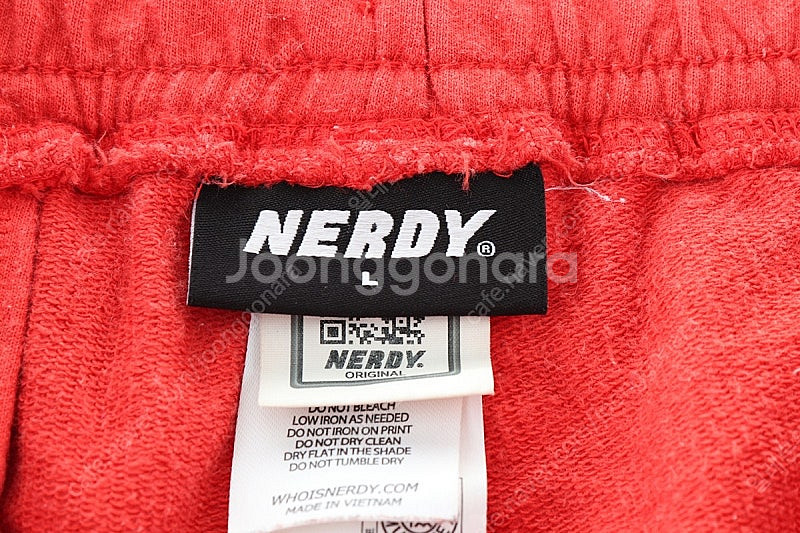 NERDY®
L
Joonggonara
NERDY.
ORIGINAL
DO NOT BLEACH
LOW IRON AS NEEDED
DO NOT IRON ON PRINT
DO NOT DRY CLEAN
DRY FLAT IN THE SHADE
DO NOT TUMBLE DRY
WHOISNERDY.COM
MADE IN VIETNAM